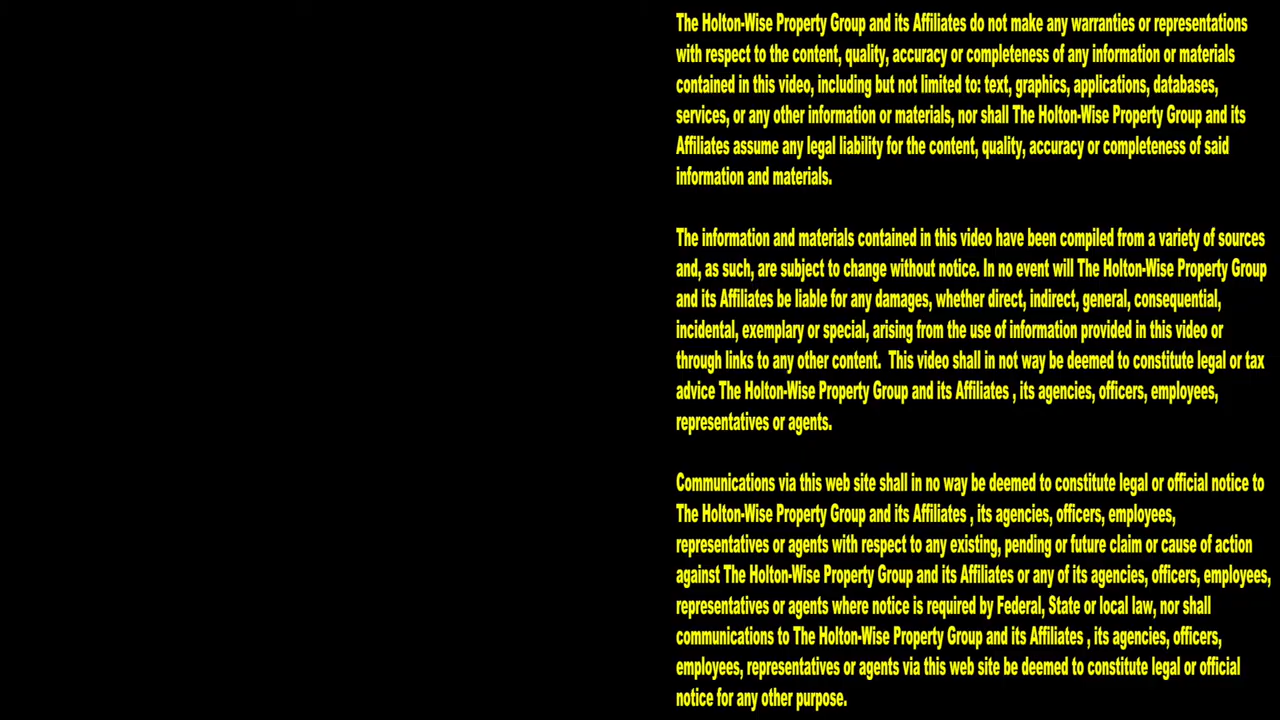 The Holton-Wise Property Group and its Affiliates do not make any warranties or representations
with respect to the content, quality, accuracy or completeness of any information or materials
contained in this video, including but not limited to: text, graphics, applications, databases,
services, or any other information or materials, nor shall The Holton-Wise Property Group and its
Affiliates assume any legal liability for the content, quality, accuracy or completeness of said
information and materials.
The information and materials contained in this video have been compiled from a variety of sources
and, as such, are subject to change without notice. In no event will The Holton-Wise Property Group
and its Affiliates be liable for any damages, whether direct, indirect, general, consequential,
incidental, exemplary or special, arising from the use of information provided in this video or
through links to any other content.  This video shall in not way be deemed to constitute legal or tax
advice The Holton-Wise Property Group and its Affiliates , its agencies, officers, employees,
representatives or agents.
Communications via this web site shall in no way be deemed to constitute legal or official notice to
The Holton-Wise Property Group and its Affiliates , its agencies, officers, employees,
representatives or agents with respect to any existing, pending or future claim or cause of action
against The Holton-Wise Property Group and its Affiliates or any of its agencies, officers, employees,
representatives or agents where notice is required by Federal, State or local law, nor shall
communications to The Holton-Wise Property Group and its Affiliates , its agencies, officers,
employees, representatives or agents via this web site be deemed to constitute legal or official
notice for any other purpose.